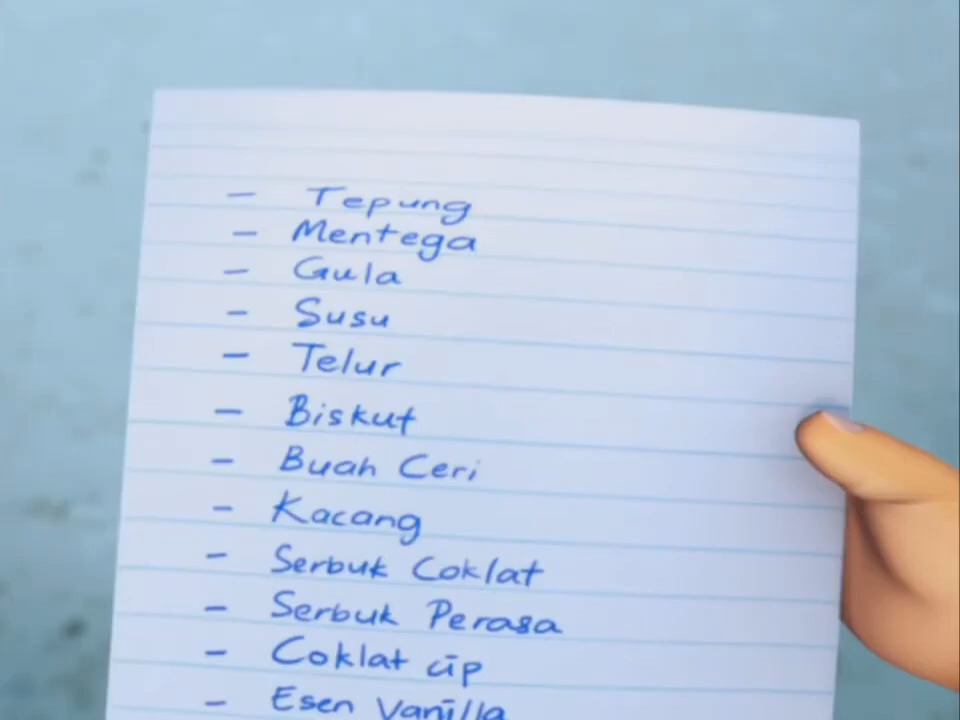 - Tepung
- Mentega
- Gula
- Susu
- Telur
- Biskut
- Buah Ceri
- Kacang
- Serbuk Coklat
- Serbuk Perasa
- Coklat cip
- Esen Vanilla